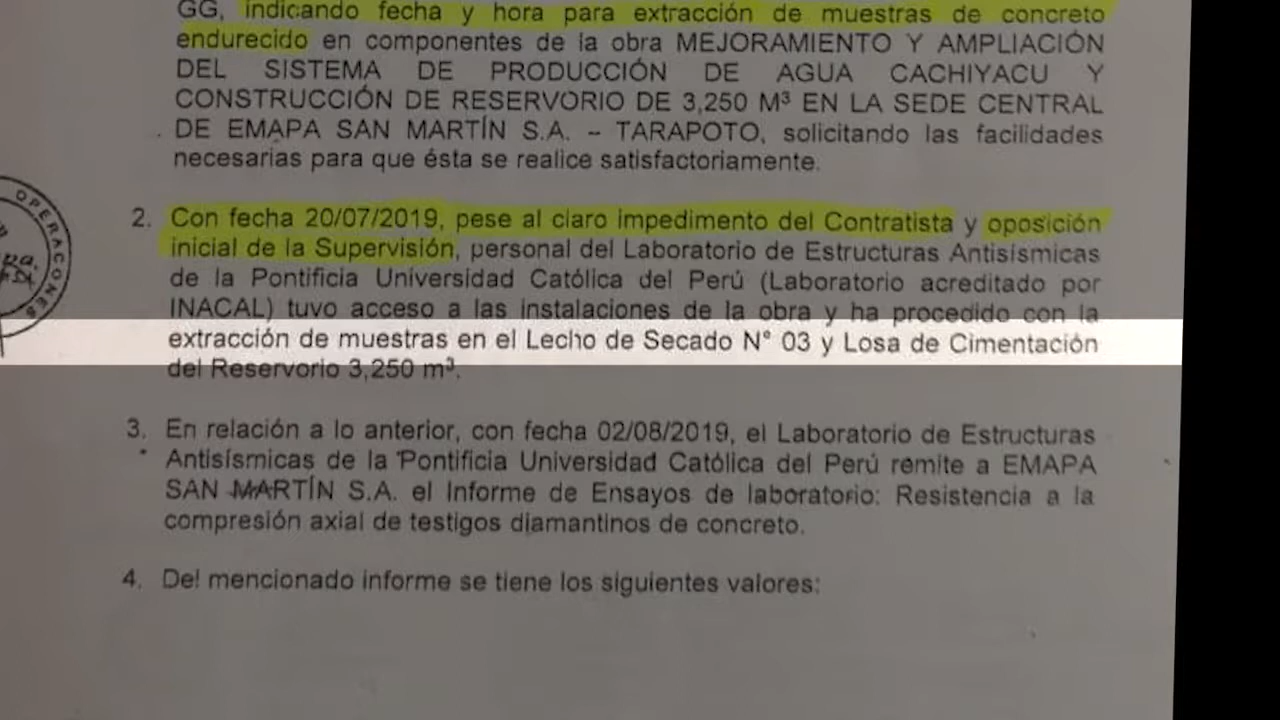 GG, indicando fecha y hora para extracción de muestras de concreto
endurecido en componentes de la obra MEJORAMIENTO Y AMPLIACIÓN
DEL SISTEMA DE PRODUCCIÓN DE AGUA CACHIYACU Y
CONSTRUCCIÓN DE RESERVORIO DE 3,250 M³ EN LA SEDE CENTRAL
DE EMAPA SAN MARTÍN S.A. – TARAPOTO, solicitando las facilidades
necesarias para que ésta se realice satisfactoriamente.
2. Con fecha 20/07/2019, pese al claro impedimento del Contratista y oposición
inicial de la Supervisión, personal del Laboratorio de Estructuras Antisísmicas
de la Pontificia Universidad Católica del Perú (Laboratorio acreditado por
INACAL) tuvo acceso a las instalaciones de la obra y ha procedido con la
extracción de muestras en el Lecho de Secado N° 03 y Losa de Cimentación
del Reservorio 3,250 m³.
3. En relación a lo anterior, con fecha 02/08/2019, el Laboratorio de Estructuras
Antisísmicas de la Pontificia Universidad Católica del Perú remite a EMAPA
SAN MARTÍN S.A. el Informe de Ensayos de laboratorio: Resistencia a la
compresión axial de testigos diamantinos de concreto.
4. Del mencionado informe se tiene los siguientes valores:
OPERACIONES